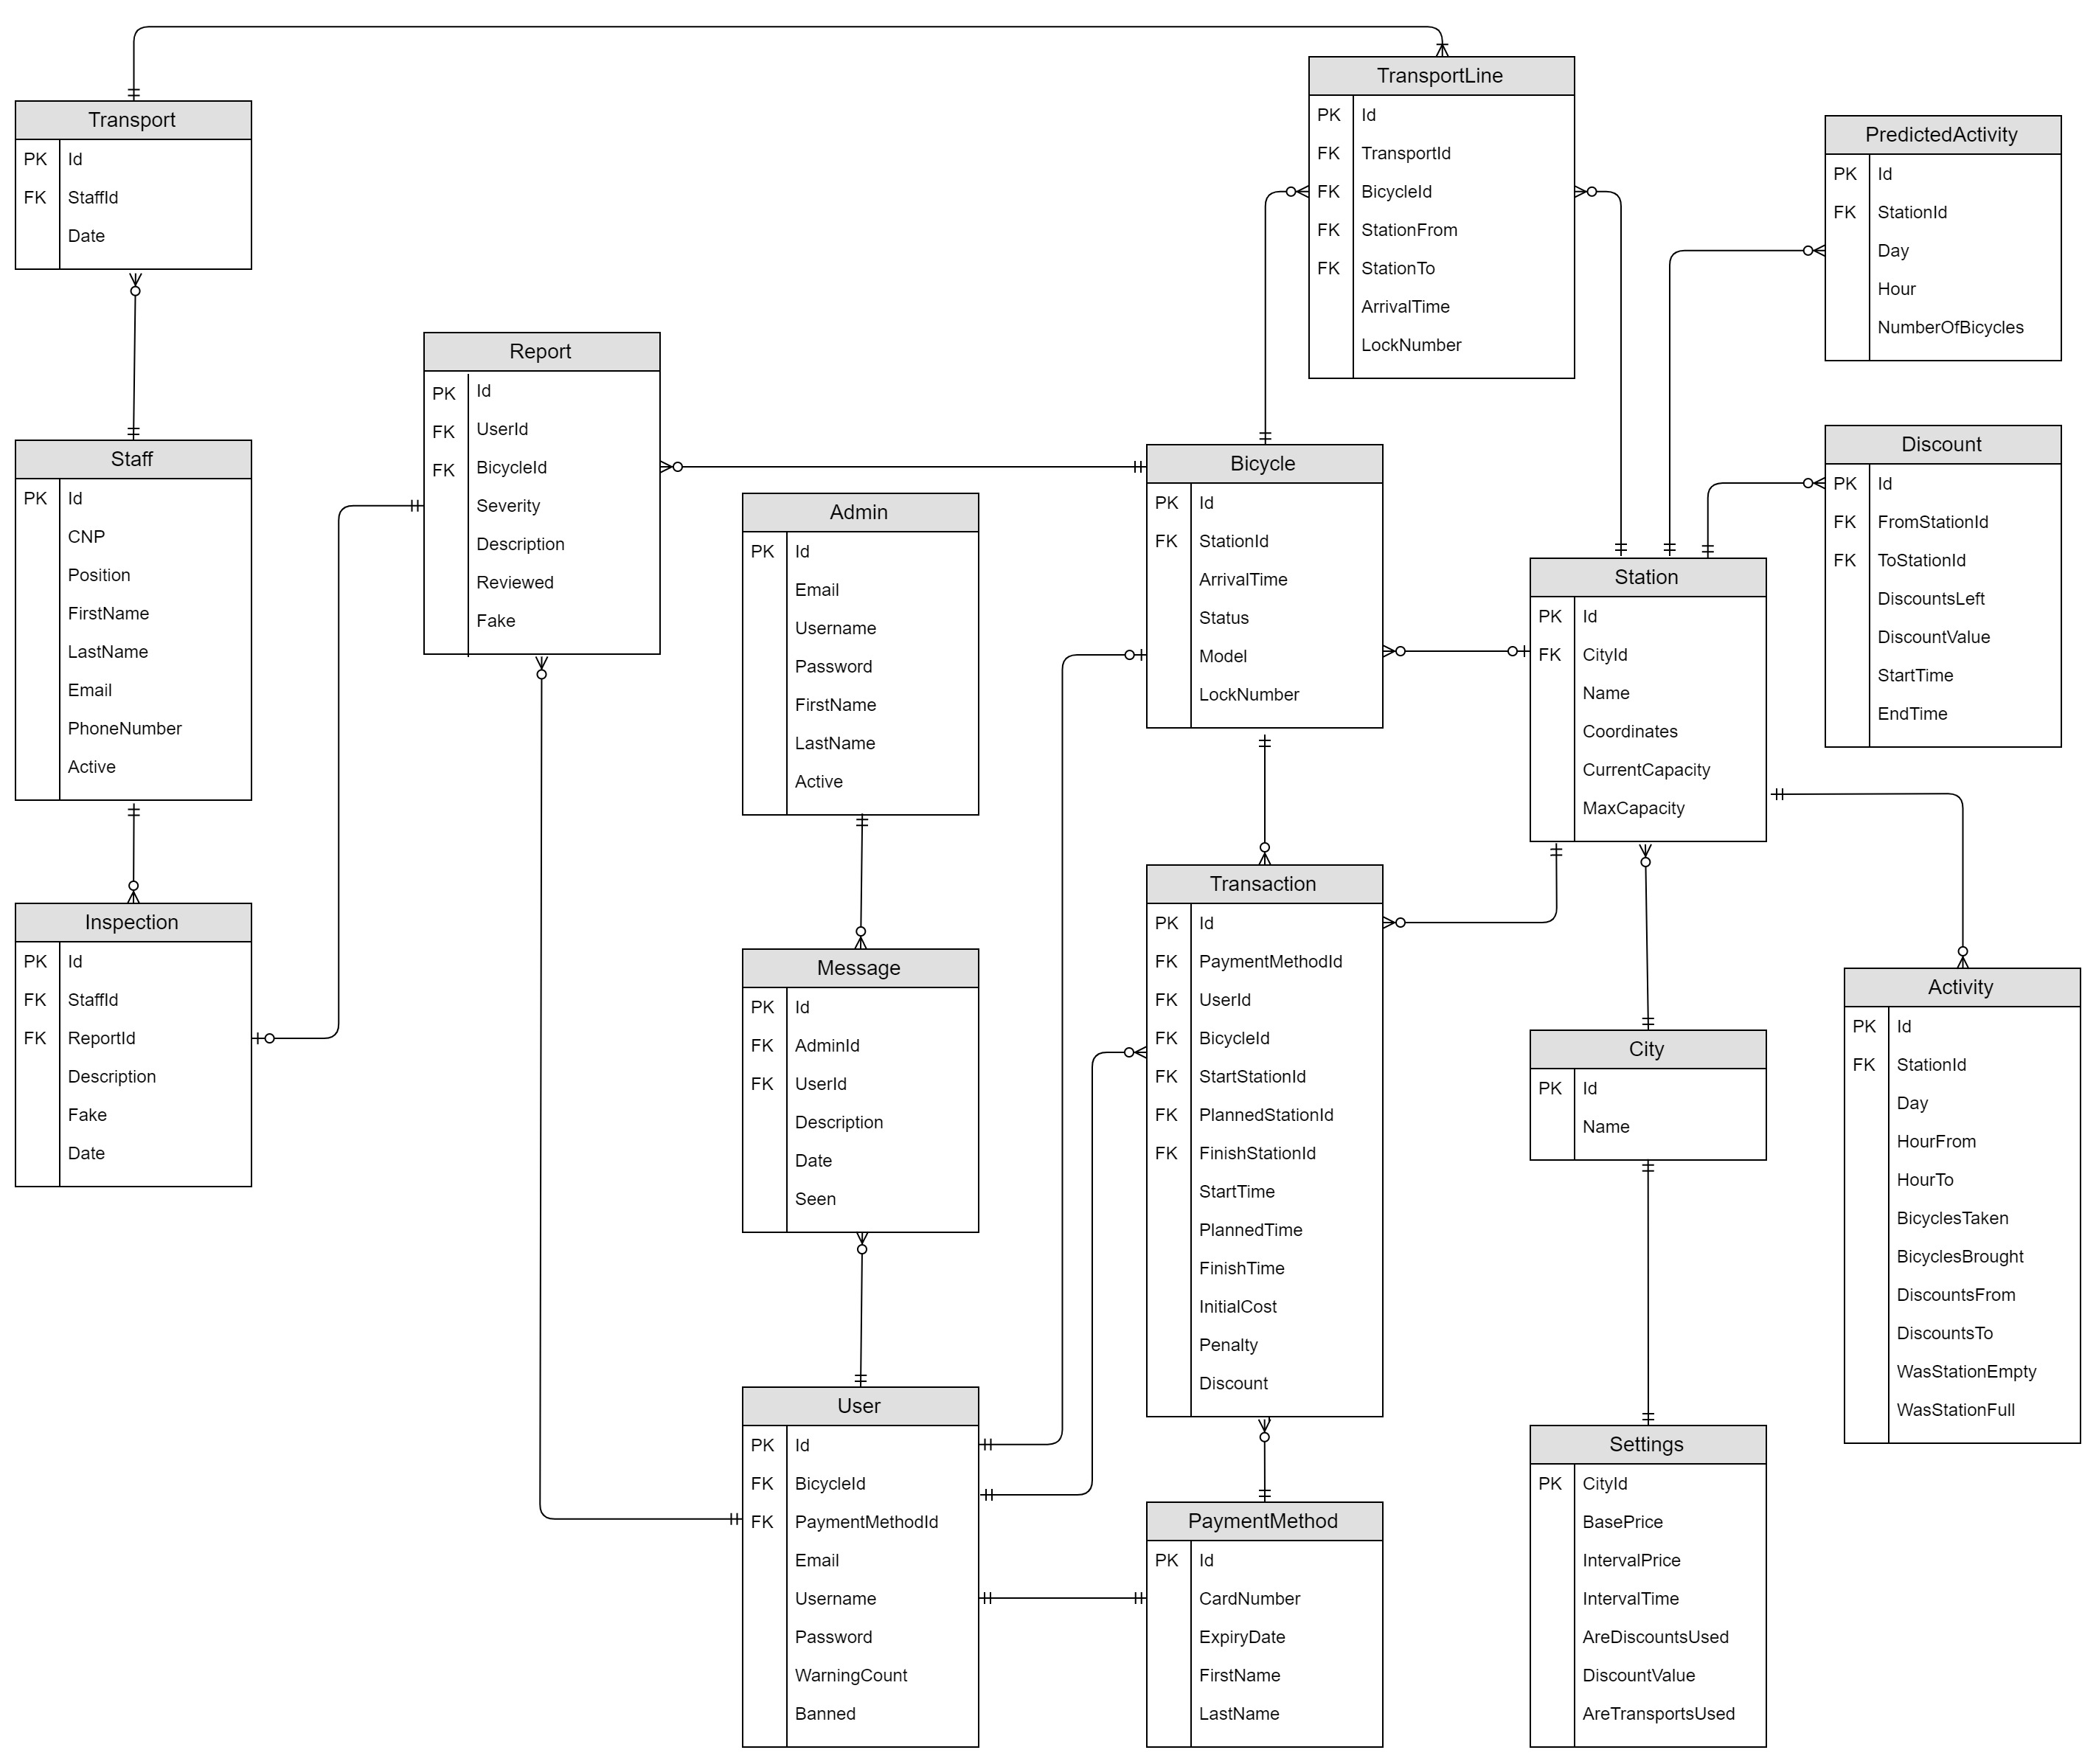 Transport
PK Id
FK StaffId
Date
TransportLine
PK Id
FK TransportId
FK BicycleId
FK StationFrom
FK StationTo
ArrivalTime
LockNumber
PredictedActivity
PK Id
FK StationId
Day
Hour
NumberOfBicycles
Report
PK Id
FK UserId
FK BicycleId
Severity
Description
Reviewed
Fake
Staff
PK Id
CNP
Position
FirstName
LastName
Email
PhoneNumber
Active
Admin
PK Id
Email
Username
Password
FirstName
LastName
Active
Bicycle
PK Id
FK StationId
ArrivalTime
Status
Model
LockNumber
Discount
PK Id
FK FromStationId
FK ToStationId
DiscountsLeft
DiscountValue
StartTime
EndTime
Station
PK Id
FK CityId
Name
Coordinates
CurrentCapacity
MaxCapacity
Inspection
PK Id
FK StaffId
FK ReportId
Description
Fake
Date
Message
PK Id
FK AdminId
FK UserId
Description
Date
Seen
Transaction
PK Id
FK PaymentMethodId
FK UserId
FK BicycleId
FK StartStationId
FK PlannedStationId
FK FinishStationId
StartTime
PlannedTime
FinishTime
InitialCost
Penalty
Discount
City
PK Id
Name
Activity
PK Id
FK StationId
Day
HourFrom
HourTo
BicyclesTaken
BicyclesBrought
DiscountsFrom
DiscountsTo
WasStationEmpty
WasStationFull
User
PK Id
FK BicycleId
FK PaymentMethodId
Email
Username
Password
WarningCount
Banned
PaymentMethod
PK Id
CardNumber
ExpiryDate
FirstName
LastName
Settings
PK CityId
BasePrice
IntervalPrice
IntervalTime
AreDiscountsUsed
DiscountValue
AreTransportsUsed